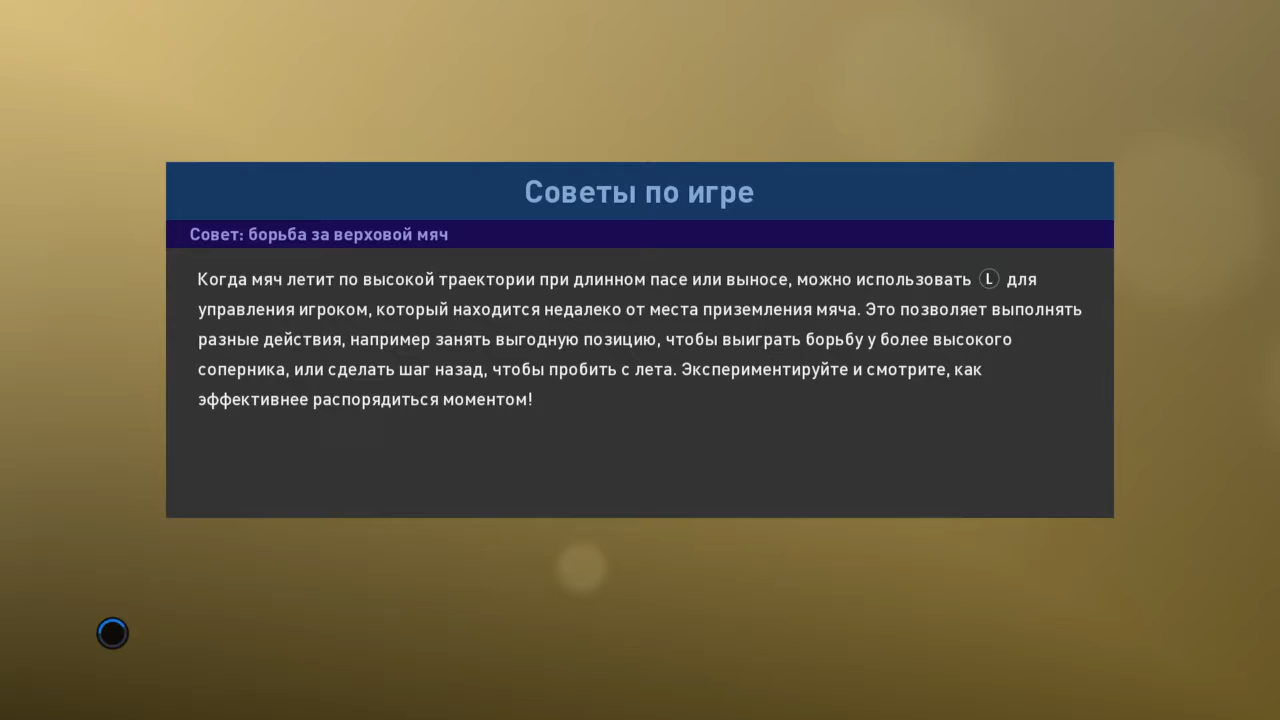 Советы по игре
Совет: борьба за верховой мяч
Когда мяч летит по высокой траектории при длинном пасе или выносе, можно использовать L для
управления игроком, который находится недалеко от места приземления мяча. Это позволяет выполнять
разные действия, например занять выгодную позицию, чтобы выиграть борьбу у более высокого
соперника, или сделать шаг назад, чтобы пробить с лета. Экспериментируйте и смотрите, как
эффективнее распорядиться моментом!